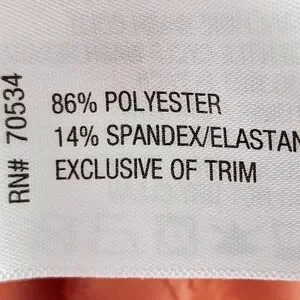 RN# 70534
86% POLYESTER
14% SPANDEX/ELASTAN
EXCLUSIVE OF TRIM